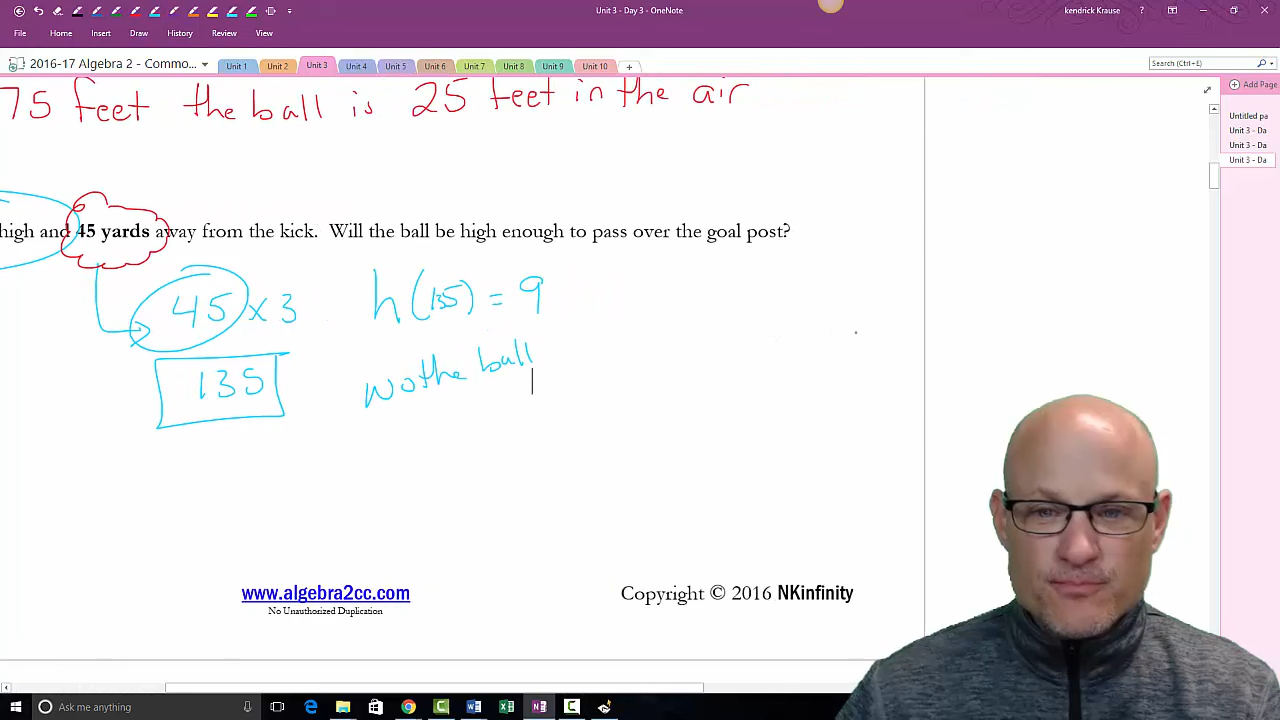 Unit 3 - Day 3 - OneNote
kendrick Krause
File Home Insert Draw History Review View
2016-17 Algebra 2 - Commo... Unit 1 Unit 2 Unit 3 Unit 4 Unit 5 Unit 6 Unit 7 Unit 8 Unit 9 Unit 10
Search (Ctrl+E)
Add Page
Untitled pa
Unit 3 - Da
Unit 3 - Da
Unit 3 - Da
75 feet the ball is 25 feet in the air
high and 45 yards away from the kick. Will the ball be high enough to pass over the goal post?
45 x 3 h(135) = 9
135 No the ball
www.algebra2cc.com Copyright © 2016 NKinfinity
No Unauthorized Duplication
Ask me anything